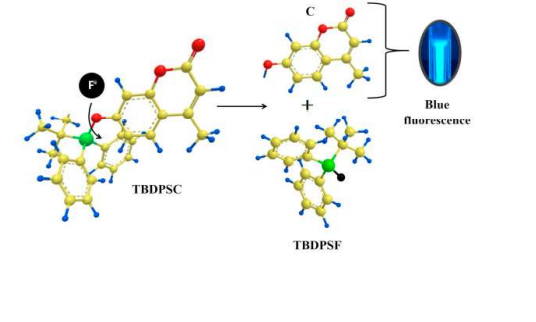 C
F⁻
+
Blue
fluorescence
TBDPSC
TBDPSF